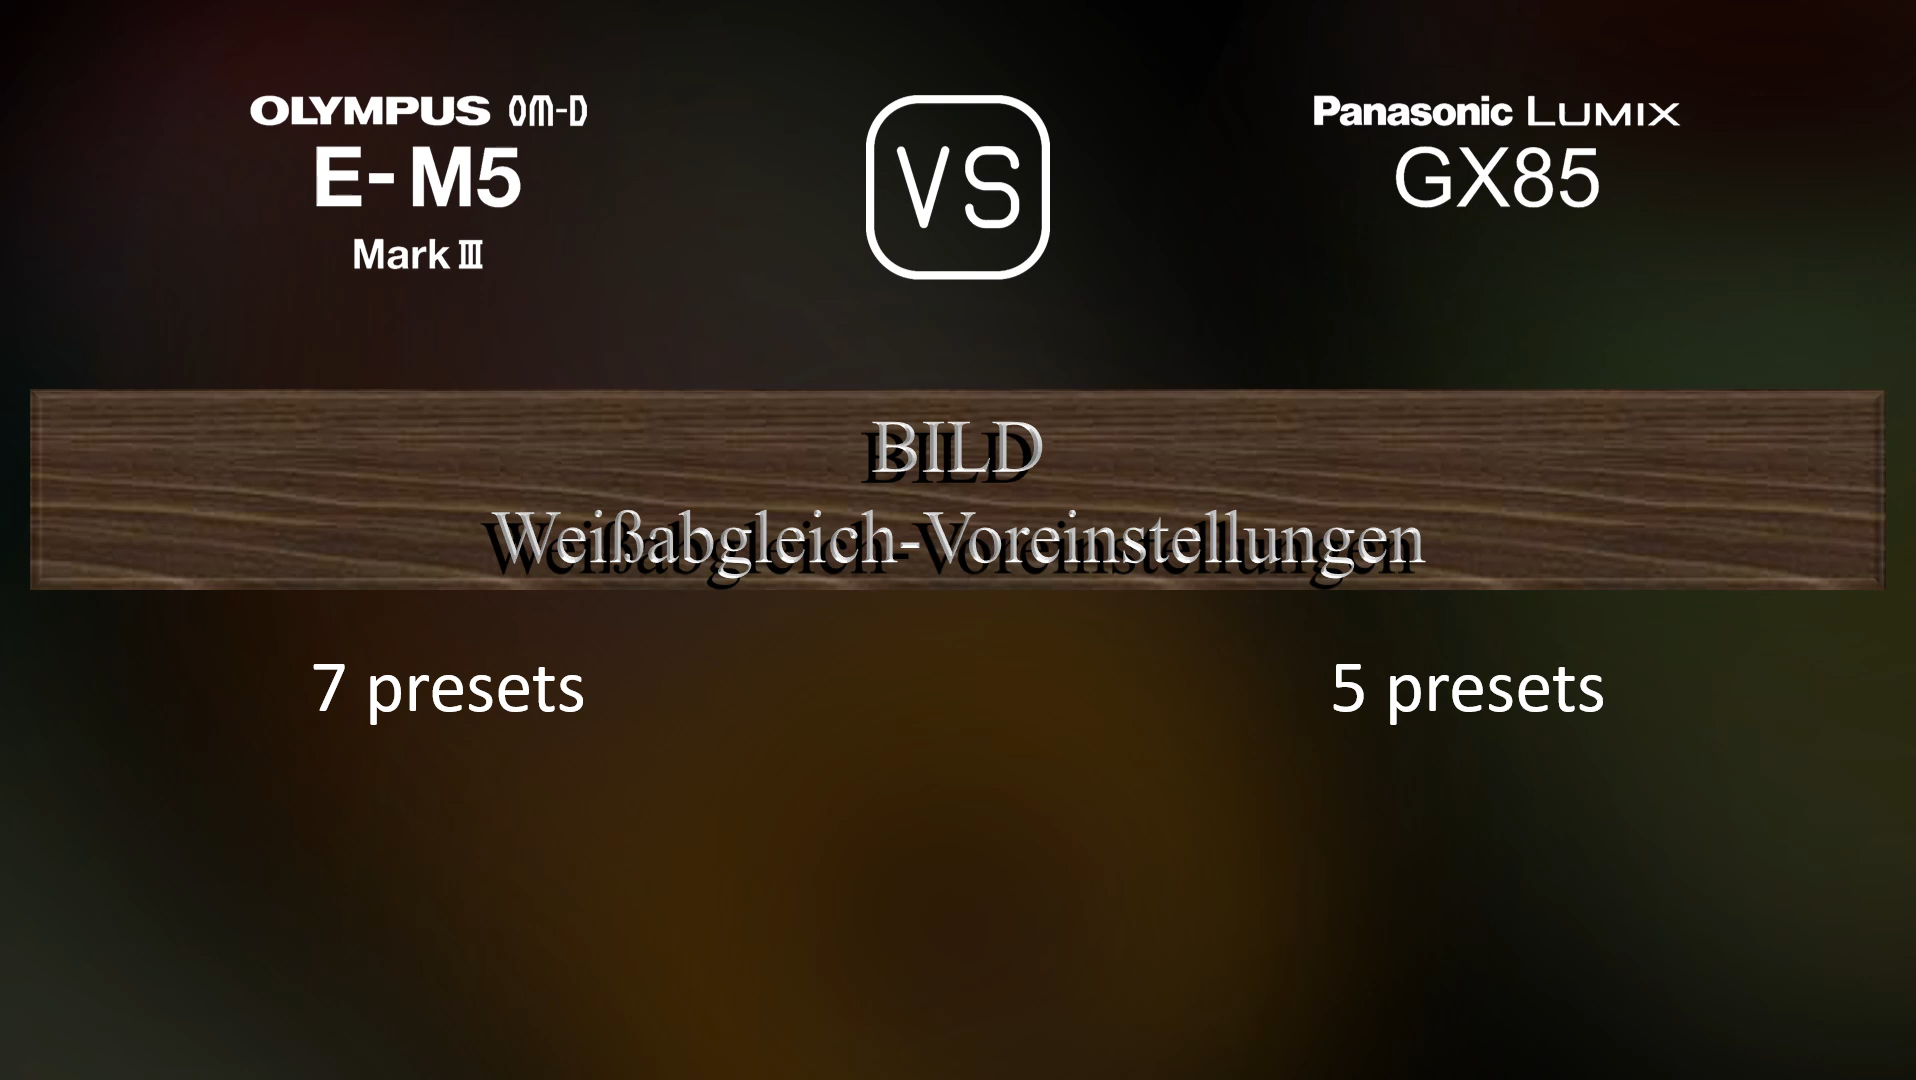 OLYMPUS OM-D
E-M5
Mark III
VS
Panasonic LUMIX
GX85
BILD
Weißabgleich-Voreinstellungen
7 presets
5 presets